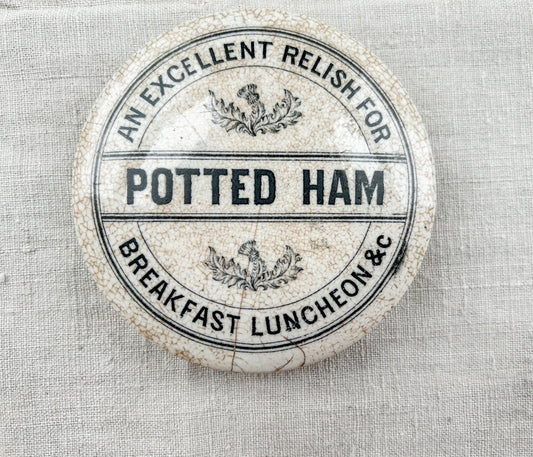 AN EXCELLENT RELISH FOR
POTTED HAM
BREAKFAST LUNCHEON &C